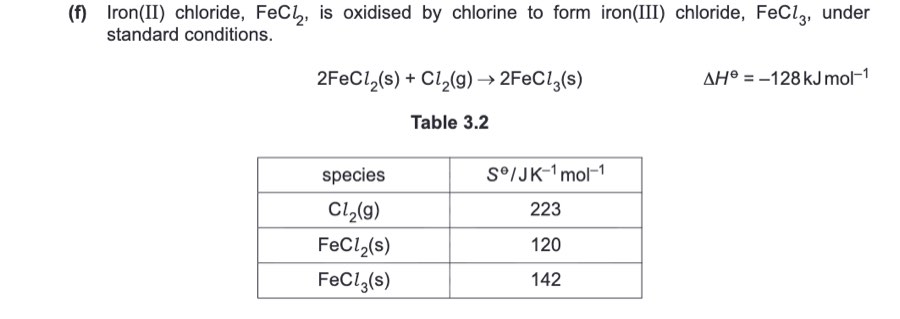 (f) Iron(II) chloride, FeCl₂, is oxidised by chlorine to form iron(III) chloride, FeCl₃, under
standard conditions.
2FeCl₂(s) + Cl₂(g) → 2FeCl₃(s) ΔH⦵ = –128 kJ mol⁻¹
Table 3.2
species S⦵/J K⁻¹ mol⁻¹
Cl₂(g) 223
FeCl₂(s) 120
FeCl₃(s) 142